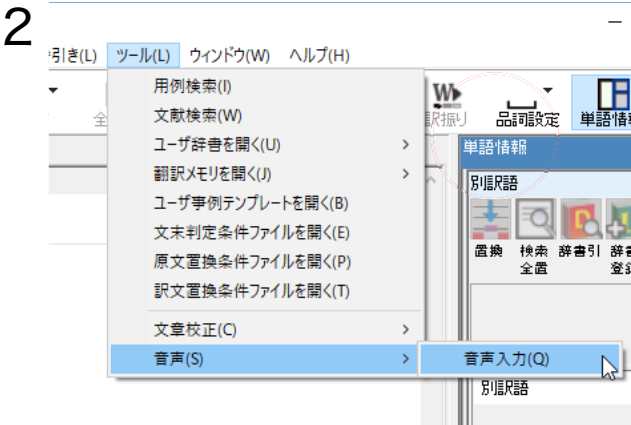 2
引き(L) ツール(L) ウィンドウ(W) ヘルプ(H)
用例検索(I)
文献検索(W)
ユーザ辞書を開く(U)
翻訳メモリを開く(J)
ユーザ事例テンプレートを開く(B)
文末判定条件ファイルを開く(E)
原文置換条件ファイルを開く(P)
訳文置換条件ファイルを開く(T)
文章校正(C)
音声(S)
音声入力(Q)
全
訳振り 品詞設定 単語情報
単語情報
別訳語
置換 検索 辞書引 辞書
全置 登録
別訳語